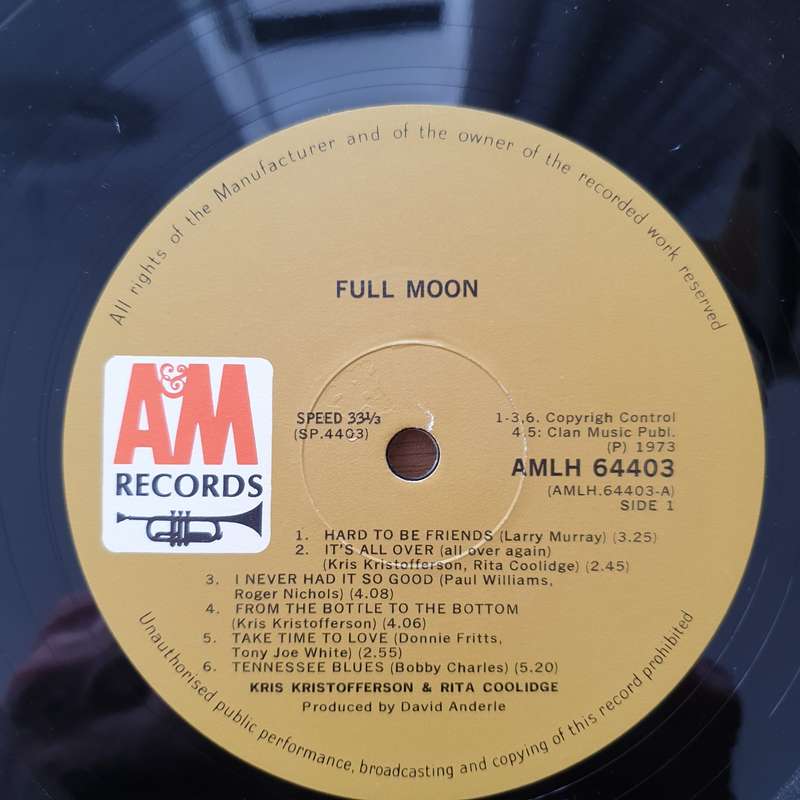 All rights of the Manufacturer and of the owner of the recorded work reserved
FULL MOON
A&M
RECORDS
SPEED 33⅓
(SP.4403)
1-3,6. Copyrigh Control
4.5: Clan Music Publ.
(P) 1973
AMLH 64403
(AMLH.64403-A)
SIDE 1
1. HARD TO BE FRIENDS (Larry Murray) (3.25)
2. IT'S ALL OVER (all over again)
(Kris Kristofferson, Rita Coolidge) (2.45)
3. I NEVER HAD IT SO GOOD (Paul Williams,
Roger Nichols) (4.08)
4. FROM THE BOTTLE TO THE BOTTOM
(Kris Kristofferson) (4.06)
5. TAKE TIME TO LOVE (Donnie Fritts,
Tony Joe White) (2.55)
6. TENNESSEE BLUES (Bobby Charles) (5.20)
KRIS KRISTOFFERSON & RITA COOLIDGE
Produced by David Anderle
Unauthorised public performance, broadcasting and copying of this record prohibited